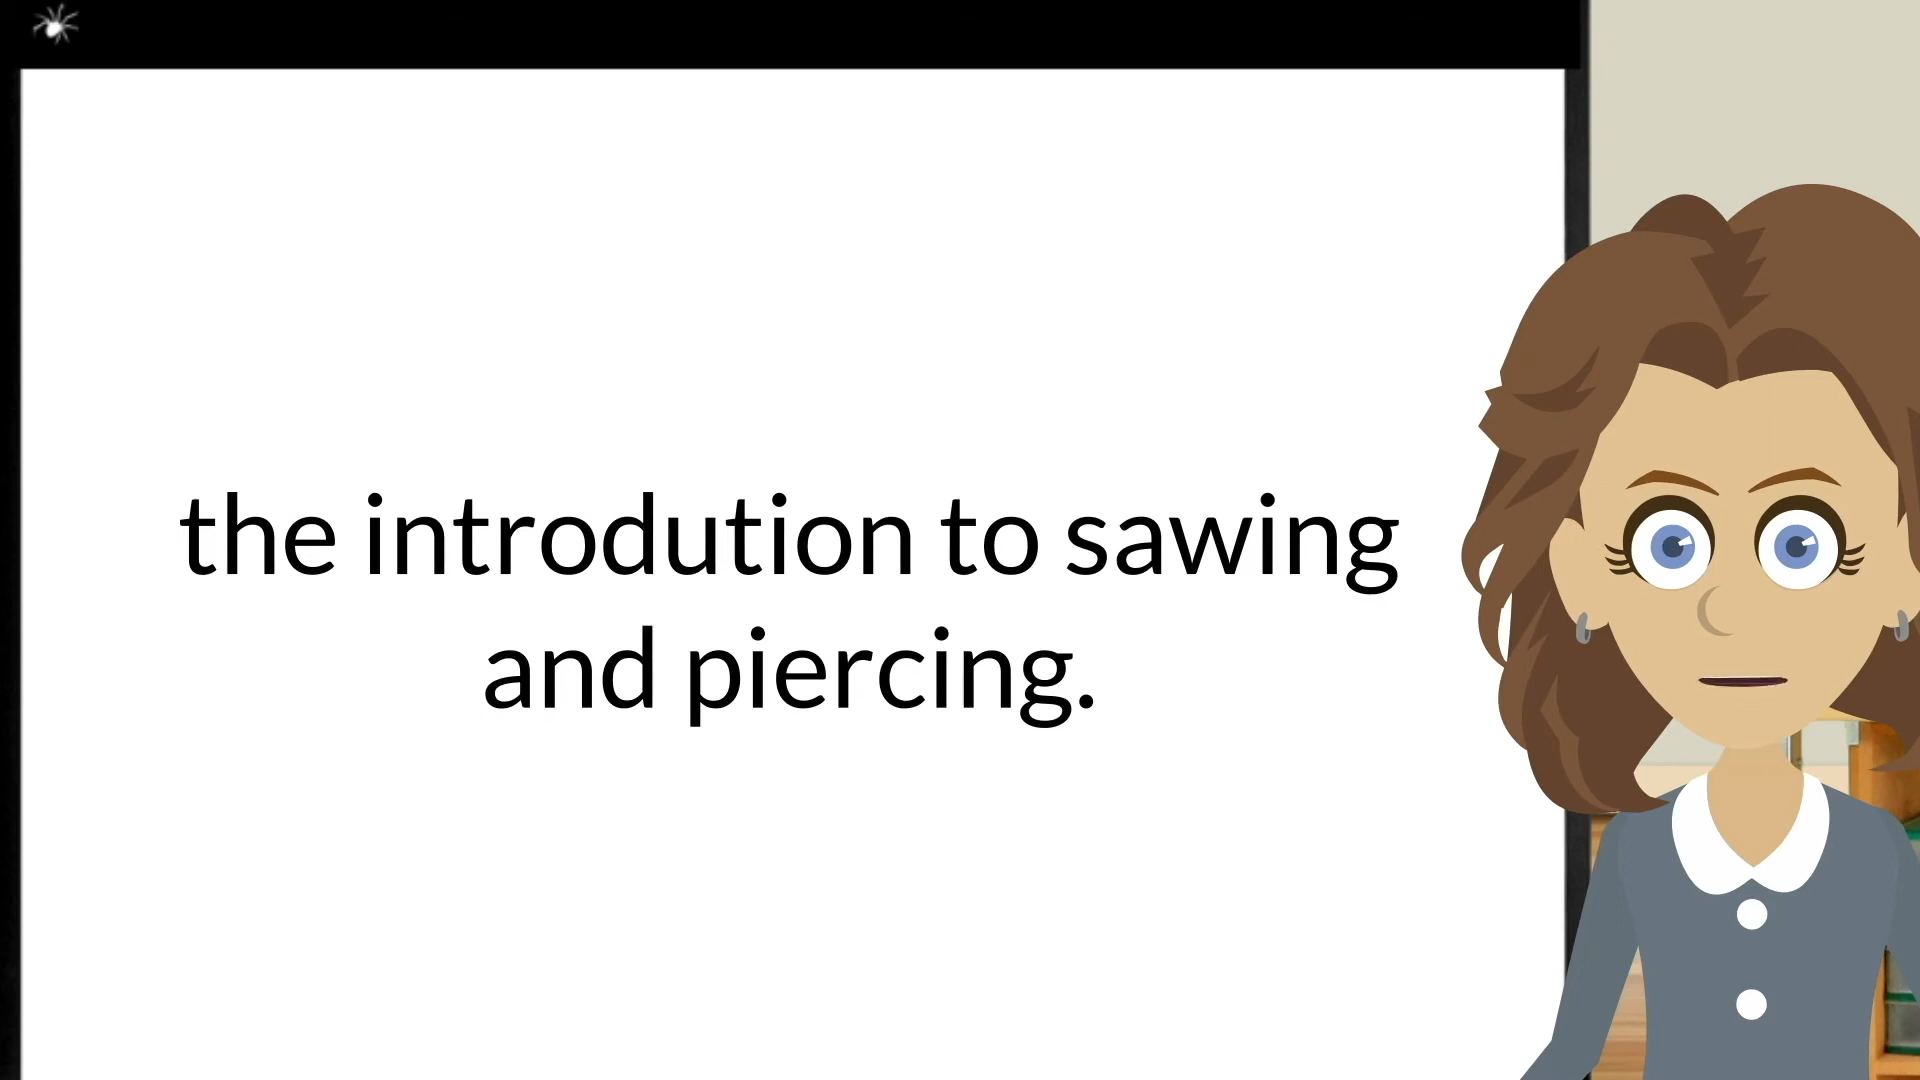 the introdution to sawing
and piercing.